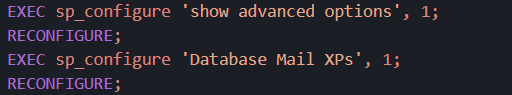 EXEC sp_configure 'show advanced options', 1;
RECONFIGURE;
EXEC sp_configure 'Database Mail XPs', 1;
RECONFIGURE;